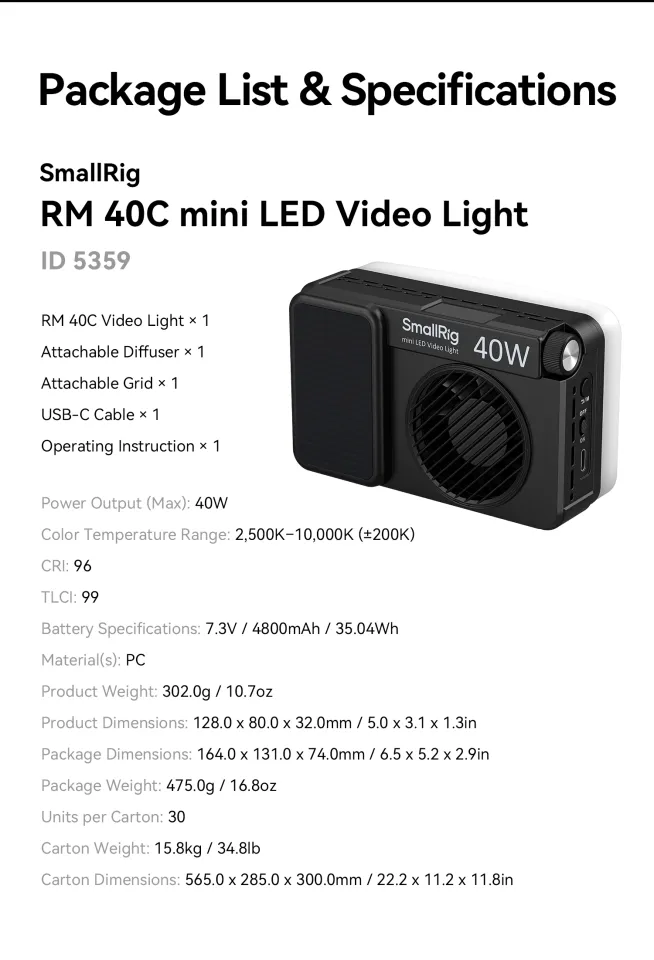 Package List & Specifications
SmallRig
RM 40C mini LED Video Light
ID 5359
RM 40C Video Light × 1
Attachable Diffuser × 1
Attachable Grid × 1
USB-C Cable × 1
Operating Instruction × 1
SmallRig
mini LED Video Light
40W
Power Output (Max): 40W
Color Temperature Range: 2,500K–10,000K (±200K)
CRI: 96
TLCI: 99
Battery Specifications: 7.3V / 4800mAh / 35.04Wh
Material(s): PC
Product Weight: 302.0g / 10.7oz
Product Dimensions: 128.0 x 80.0 x 32.0mm / 5.0 x 3.1 x 1.3in
Package Dimensions: 164.0 x 131.0 x 74.0mm / 6.5 x 5.2 x 2.9in
Package Weight: 475.0g / 16.8oz
Units per Carton: 30
Carton Weight: 15.8kg / 34.8lb
Carton Dimensions: 565.0 x 285.0 x 300.0mm / 22.2 x 11.2 x 11.8in